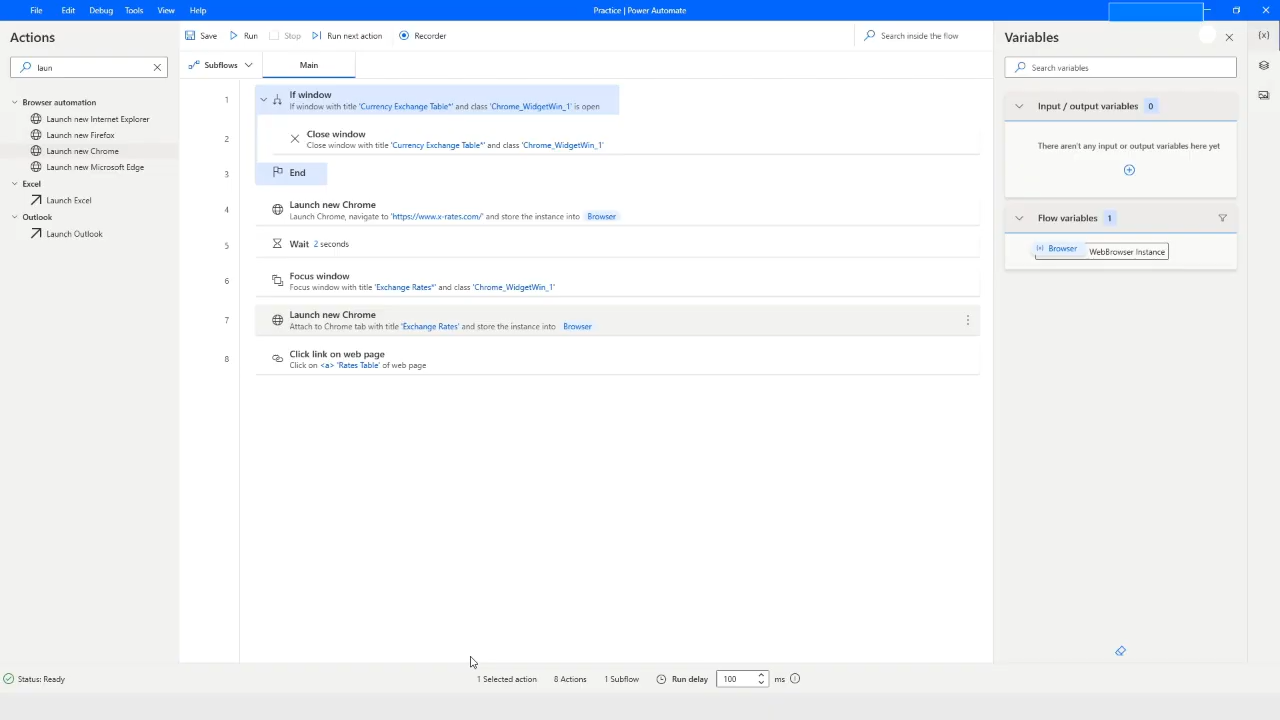 File Edit Debug Tools View Help
Practice | Power Automate
Actions
laun
Browser automation
Launch new Internet Explorer
Launch new Firefox
Launch new Chrome
Launch new Microsoft Edge
Excel
Launch Excel
Outlook
Launch Outlook
Save Run Stop Run next action Recorder
Search inside the flow
Subflows Main
1 If window
If window with title 'Currency Exchange Table*' and class 'Chrome_WidgetWin_1' is open
2 Close window
Close window with title 'Currency Exchange Table*' and class 'Chrome_WidgetWin_1'
3 End
4 Launch new Chrome
Launch Chrome, navigate to 'https://www.x-rates.com/' and store the instance into Browser
5 Wait 2 seconds
6 Focus window
Focus window with title 'Exchange Rates*' and class 'Chrome_WidgetWin_1'
7 Launch new Chrome
Attach to Chrome tab with title 'Exchange Rates' and store the instance into Browser
8 Click link on web page
Click on <a> 'Rates Table' of web page
Variables
{x}
Search variables
Input / output variables 0
There aren't any input or output variables here yet
Flow variables 1
(x) Browser WebBrowser Instance
Status: Ready
1 Selected action 8 Actions 1 Subflow Run delay 100 ms